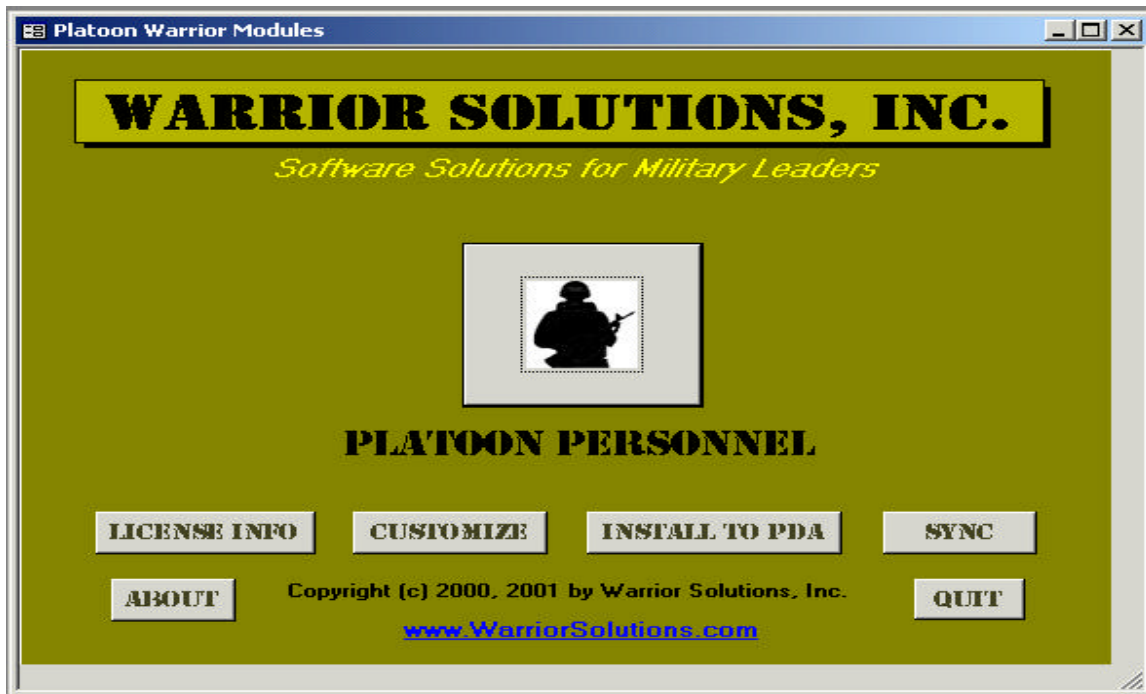 Platoon Warrior Modules
WARRIOR SOLUTIONS, INC.
Software Solutions for Military Leaders
PLATOON PERSONNEL
LICENSE INFO CUSTOMIZE INSTALL TO PDA SYNC
ABOUT Copyright (c) 2000, 2001 by Warrior Solutions, Inc. QUIT
www.WarriorSolutions.com